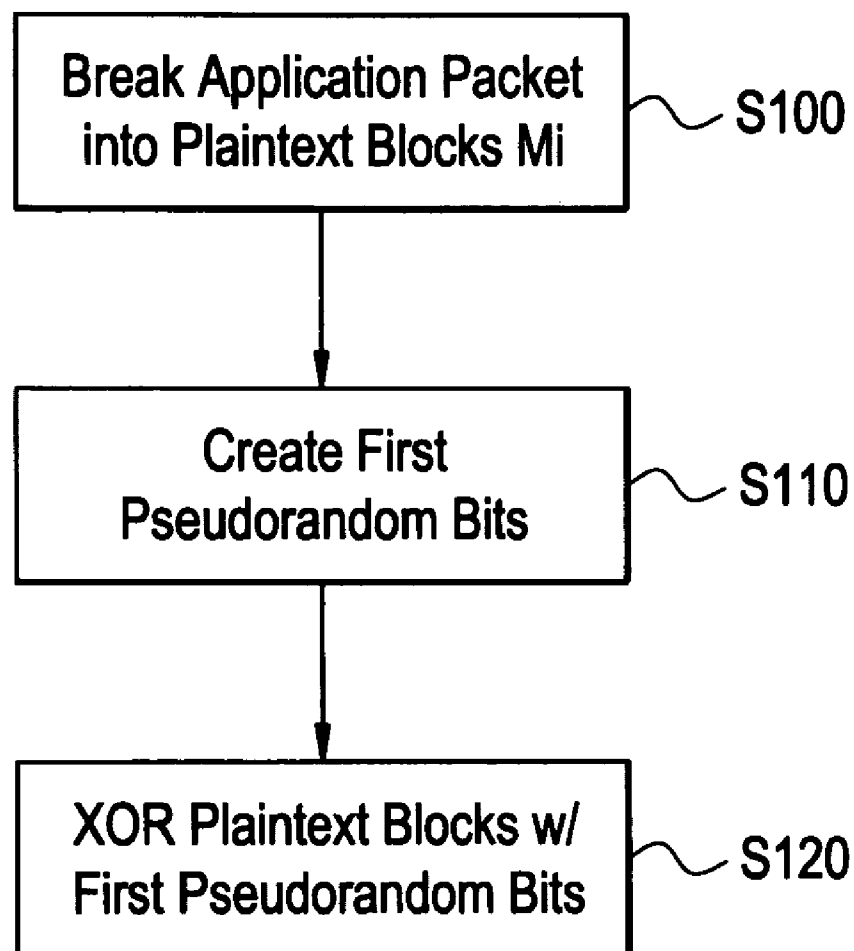 Break Application Packet
into Plaintext Blocks Mi
S100
Create First
Pseudorandom Bits
S110
XOR Plaintext Blocks w/
First Pseudorandom Bits
S120